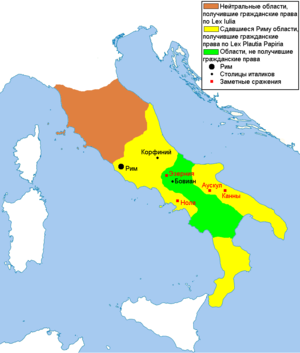 Нейтральные области,
получившие гражданские права
по Lex Iulia
Сдавшиеся Риму области,
получившие гражданские
права по Lex Plautia Papiria
Области, не получившие
гражданские права
Рим
Столицы италиков
Заметные сражения
Корфиний
Рим
Эзерния
Бовиан
Аускул
Канны
Нола